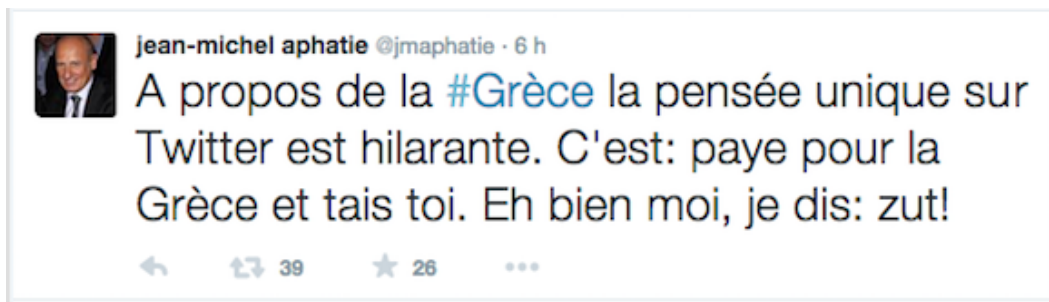 jean-michel aphatie @jmaphatie · 6 h
A propos de la #Grèce la pensée unique sur
Twitter est hilarante. C'est: paye pour la
Grèce et tais toi. Eh bien moi, je dis: zut!
39 26